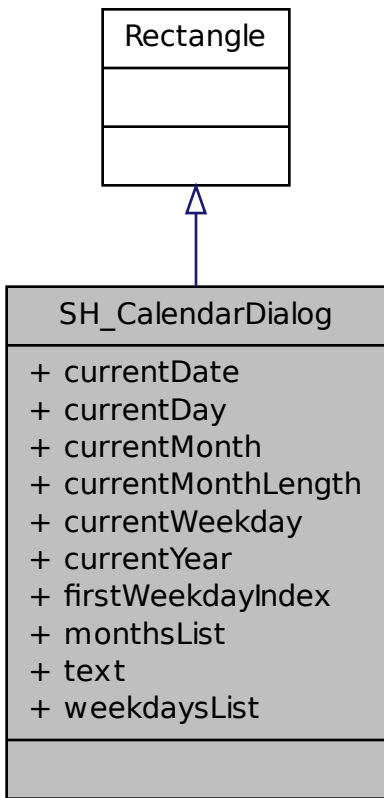 Rectangle
SH_CalendarDialog
+ currentDate
+ currentDay
+ currentMonth
+ currentMonthLength
+ currentWeekday
+ currentYear
+ firstWeekdayIndex
+ monthsList
+ text
+ weekdaysList